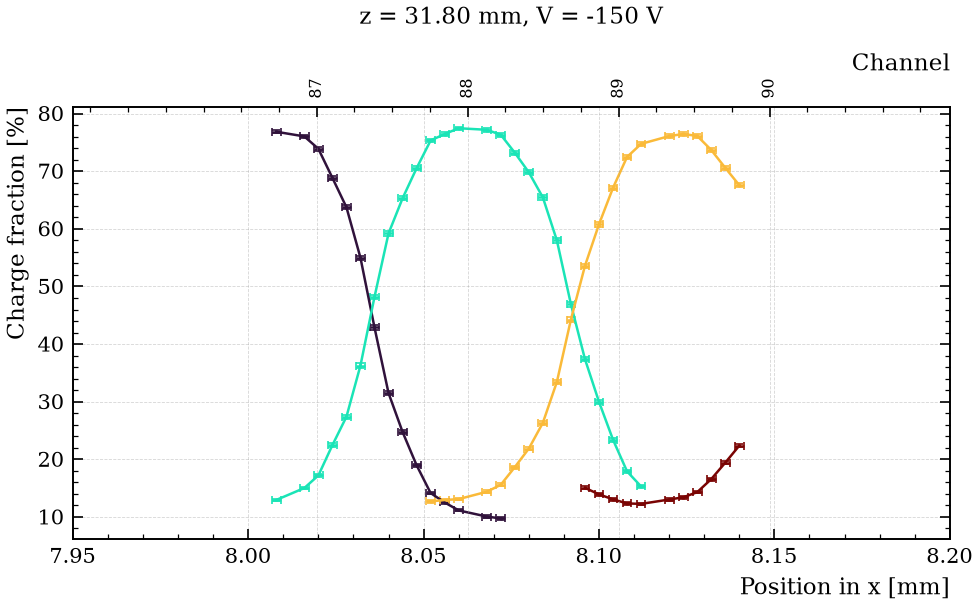 z = 31.80 mm, V = -150 V
Channel
87 88 89 90
Charge fraction [%]
80
70
60
50
40
30
20
10
7.95 8.00 8.05 8.10 8.15 8.20
Position in x [mm]